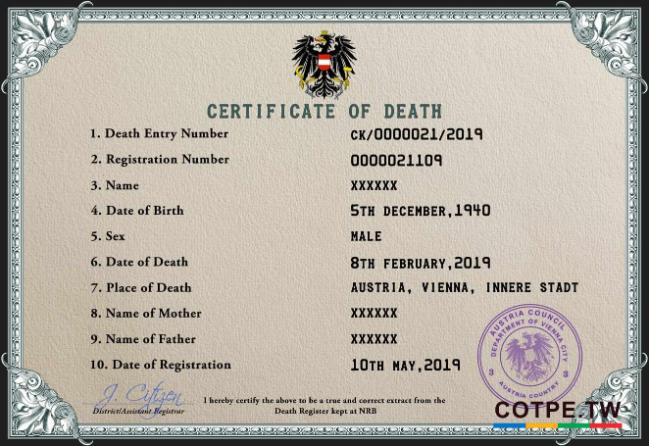 CERTIFICATE OF DEATH
1. Death Entry Number CK/0000021/2019
2. Registration Number 0000021109
3. Name XXXXXX
4. Date of Birth 5TH DECEMBER,1940
5. Sex MALE
6. Date of Death 8TH FEBRUARY,2019
7. Place of Death AUSTRIA, VIENNA, INNERE STADT
8. Name of Mother XXXXXX
9. Name of Father XXXXXX
10. Date of Registration 10TH MAY,2019
AUSTRIA COUNCIL
DEPARTMENT OF VIENNA CITY
3 3
AUSTRIA COUNTRY
J. Citizen
District/Assistant Registrar
I hereby certify the above to be a true and correct extract from the
Death Register kept at NRB
COTPE.TW